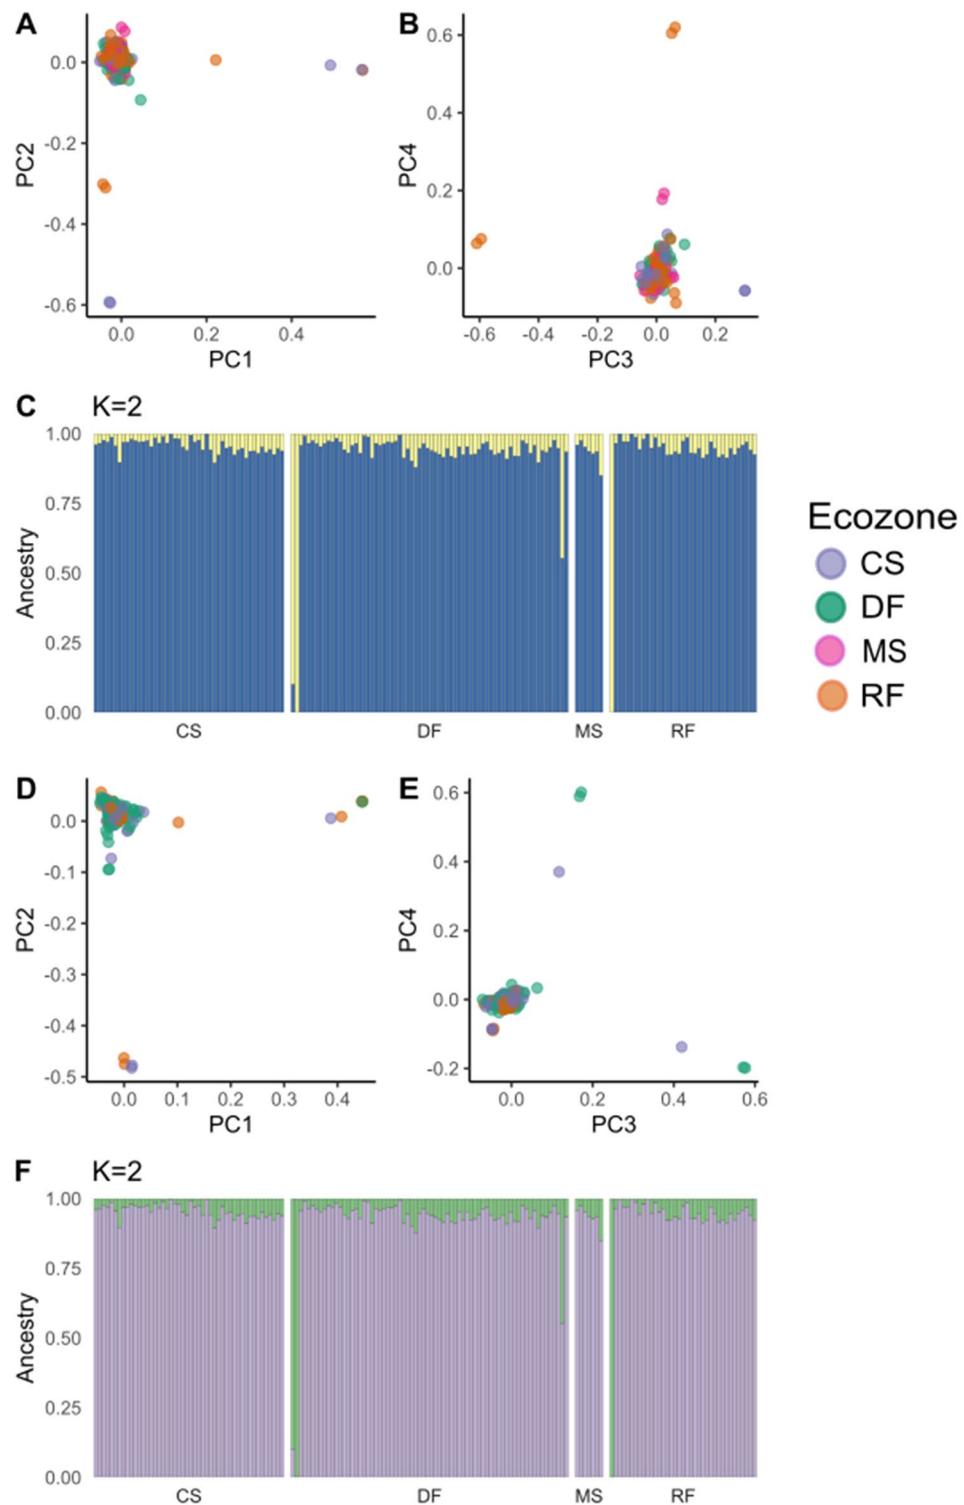 A
B
0.0
-0.2
-0.4
-0.6
PC2
0.0 0.2 0.4
PC1
0.6
0.4
0.2
0.0
PC4
-0.6 -0.4 -0.2 0.0 0.2
PC3
C K=2
1.00
0.75
0.50
0.25
0.00
Ancestry
CS DF MS RF
Ecozone
CS
DF
MS
RF
D
E
0.0
-0.1
-0.2
-0.3
-0.4
-0.5
PC2
0.0 0.1 0.2 0.3 0.4
PC1
0.6
0.4
0.2
0.0
-0.2
PC4
0.0 0.2 0.4 0.6
PC3
F K=2
1.00
0.75
0.50
0.25
0.00
Ancestry
CS DF MS RF